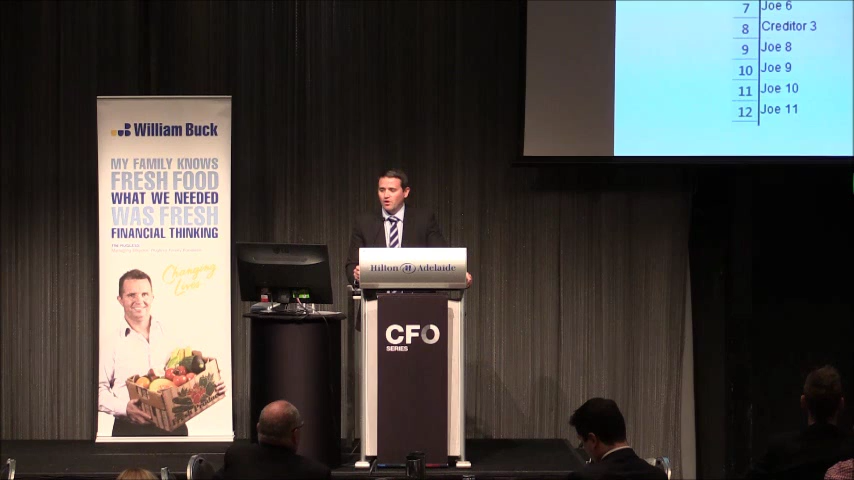 7 Joe 6
8 Creditor 3
9 Joe 8
10 Joe 9
11 Joe 10
12 Joe 11
William Buck
MY FAMILY KNOWS
FRESH FOOD
WHAT WE NEEDED
WAS FRESH
FINANCIAL THINKING
Changing
Lives
Hilton H Adelaide
CFO
SERIES